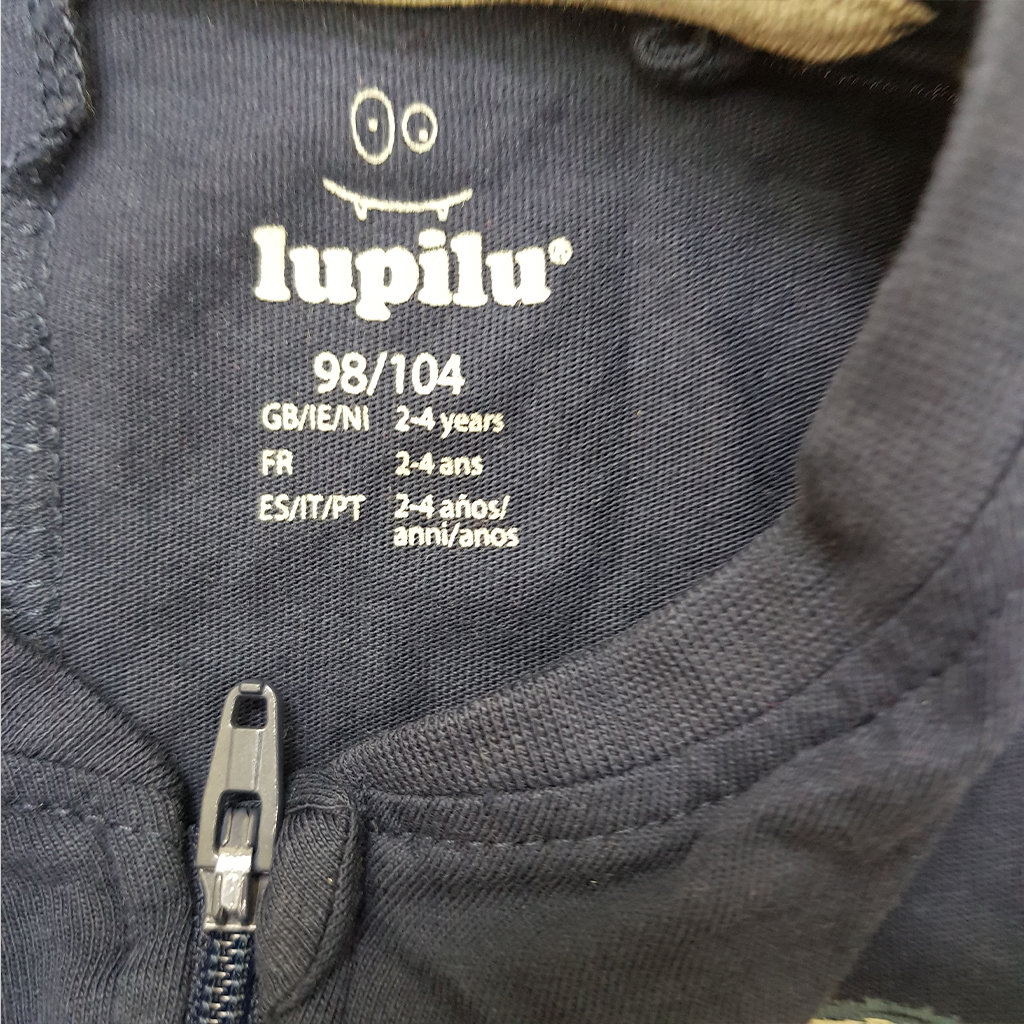 lupilu®
98/104
GB/IE/NI 2-4 years
FR 2-4 ans
ES/IT/PT 2-4 años/
anni/anos